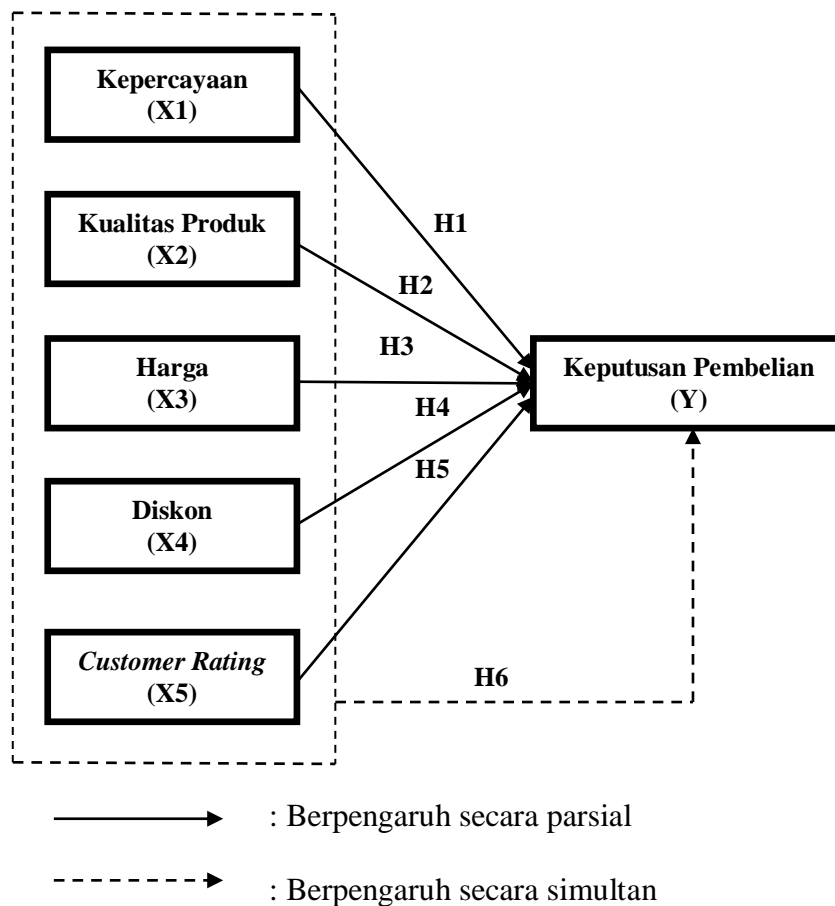 Kepercayaan
(X1)
Kualitas Produk
(X2)
Harga
(X3)
Diskon
(X4)
Customer Rating
(X5)
H1
H2
H3
H4
H5
H6
Keputusan Pembelian
(Y)
: Berpengaruh secara parsial
: Berpengaruh secara simultan